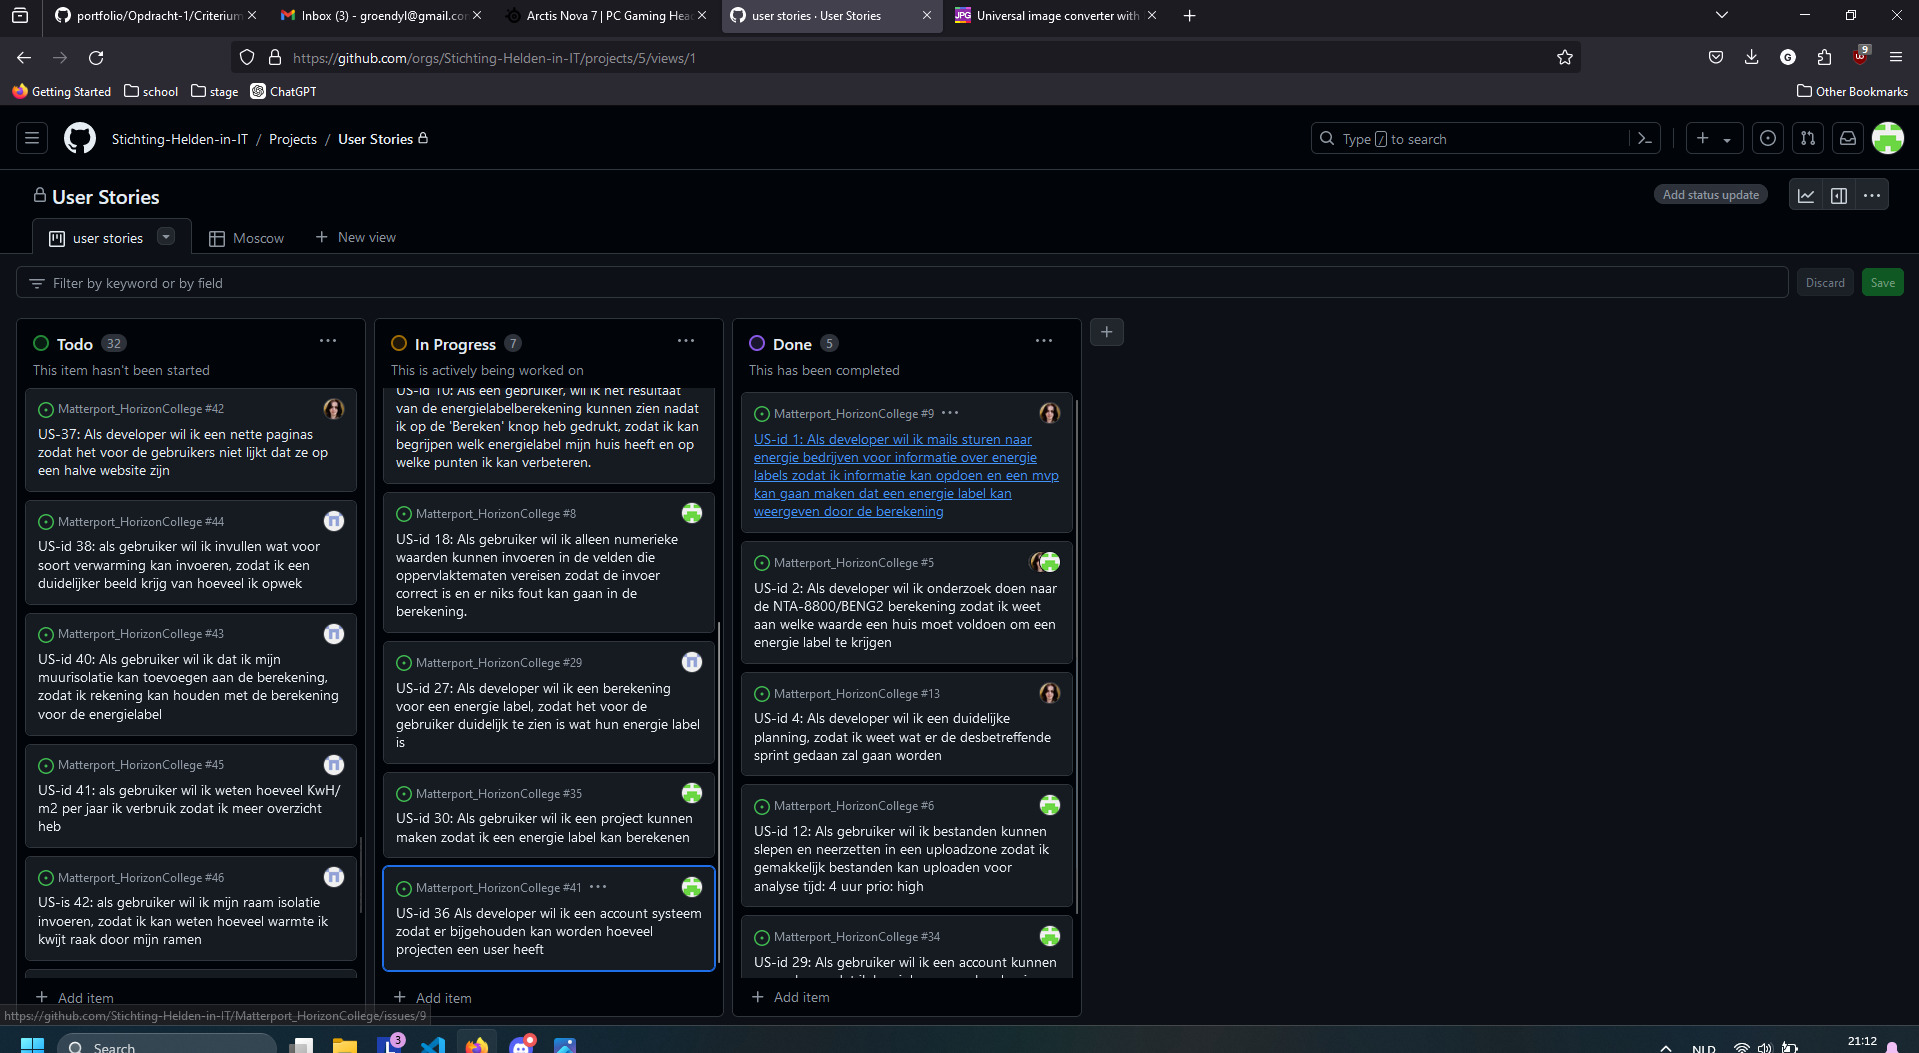 portfolio/Opdracht-1/Criterium
Inbox (3) - groendyl@gmail.co
Arctis Nova 7 | PC Gaming Hea
user stories · User Stories
JPG
Universal image converter with
https://github.com/orgs/Stichting-Helden-in-IT/projects/5/views/1
G
9
Getting Started
school
stage
ChatGPT
Other Bookmarks
Stichting-Helden-in-IT / Projects / User Stories
Type / to search
User Stories
Add status update
user stories
Moscow
New view
Filter by keyword or by field
Discard
Save
Todo 32
This item hasn't been started
Matterport_HorizonCollege #42
US-37: Als developer wil ik een nette paginas
zodat het voor de gebruikers niet lijkt dat ze op
een halve website zijn
Matterport_HorizonCollege #44
US-id 38: als gebruiker wil ik invullen wat voor
soort verwarming kan invoeren, zodat ik een
duidelijker beeld krijg van hoeveel ik opwek
Matterport_HorizonCollege #43
US-id 40: Als gebruiker wil ik dat ik mijn
muurisolatie kan toevoegen aan de berekening,
zodat ik rekening kan houden met de berekening
voor de energielabel
Matterport_HorizonCollege #45
US-id 41: als gebruiker wil ik weten hoeveel KwH/
m2 per jaar ik verbruik zodat ik meer overzicht
heb
Matterport_HorizonCollege #46
US-is 42: als gebruiker wil ik mijn raam isolatie
invoeren, zodat ik kan weten hoeveel warmte ik
kwijt raak door mijn ramen
Add item
In Progress 7
This is actively being worked on
US-id 10: Als een gebruiker, wil ik het resultaat
van de energielabelberekening kunnen zien nadat
ik op de 'Bereken' knop heb gedrukt, zodat ik kan
begrijpen welk energielabel mijn huis heeft en op
welke punten ik kan verbeteren.
Matterport_HorizonCollege #8
US-id 18: Als gebruiker wil ik alleen numerieke
waarden kunnen invoeren in de velden die
oppervlaktematen vereisen zodat de invoer
correct is en er niks fout kan gaan in de
berekening.
Matterport_HorizonCollege #29
US-id 27: Als developer wil ik een berekening
voor een energie label, zodat het voor de
gebruiker duidelijk te zien is wat hun energie label
is
Matterport_HorizonCollege #35
US-id 30: Als gebruiker wil ik een project kunnen
maken zodat ik een energie label kan berekenen
Matterport_HorizonCollege #41
US-id 36 Als developer wil ik een account systeem
zodat er bijgehouden kan worden hoeveel
projecten een user heeft
Add item
Done 5
This has been completed
Matterport_HorizonCollege #9
US-id 1: Als developer wil ik mails sturen naar
energie bedrijven voor informatie over energie
labels zodat ik informatie kan opdoen en een mvp
kan gaan maken dat een energie label kan
weergeven door de berekening
Matterport_HorizonCollege #5
US-id 2: Als developer wil ik onderzoek doen naar
de NTA-8800/BENG2 berekening zodat ik weet
aan welke waarde een huis moet voldoen om een
energie label te krijgen
Matterport_HorizonCollege #13
US-id 4: Als developer wil ik een duidelijke
planning, zodat ik weet wat er de desbetreffende
sprint gedaan zal gaan worden
Matterport_HorizonCollege #6
US-id 12: Als gebruiker wil ik bestanden kunnen
slepen en neerzetten in een uploadzone zodat ik
gemakkelijk bestanden kan uploaden voor
analyse tijd: 4 uur prio: high
Matterport_HorizonCollege #34
US-id 29: Als gebruiker wil ik een account kunnen
Add item
https://github.com/Stichting-Helden-in-IT/Matterport_HorizonCollege/issues/9
Search
3
NLD
21:12